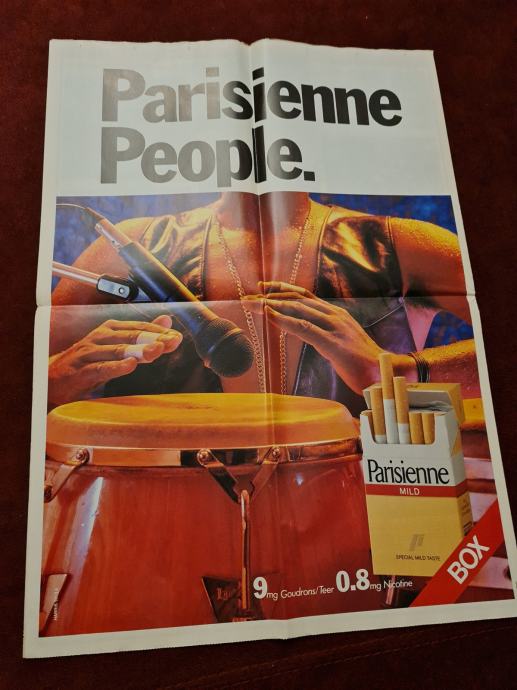 Parisienne
People.
Parisienne
MILD
SPECIAL MILD TASTE
BOX
9mg Goudrons/Teer 0.8mg Nicotine